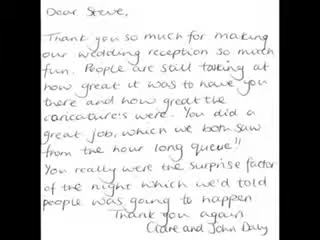 Dear Steve,
Thank you so much for making
our wedding reception so much
fun. People are still talking at
how great it was to have you
there and how great the
caricature's were. You did a
great job, which we both saw
from the hour long queue!!
You really were the surprise factor
of the night which we'd told
people was going to happen
Thank you again
Clare and John Daly